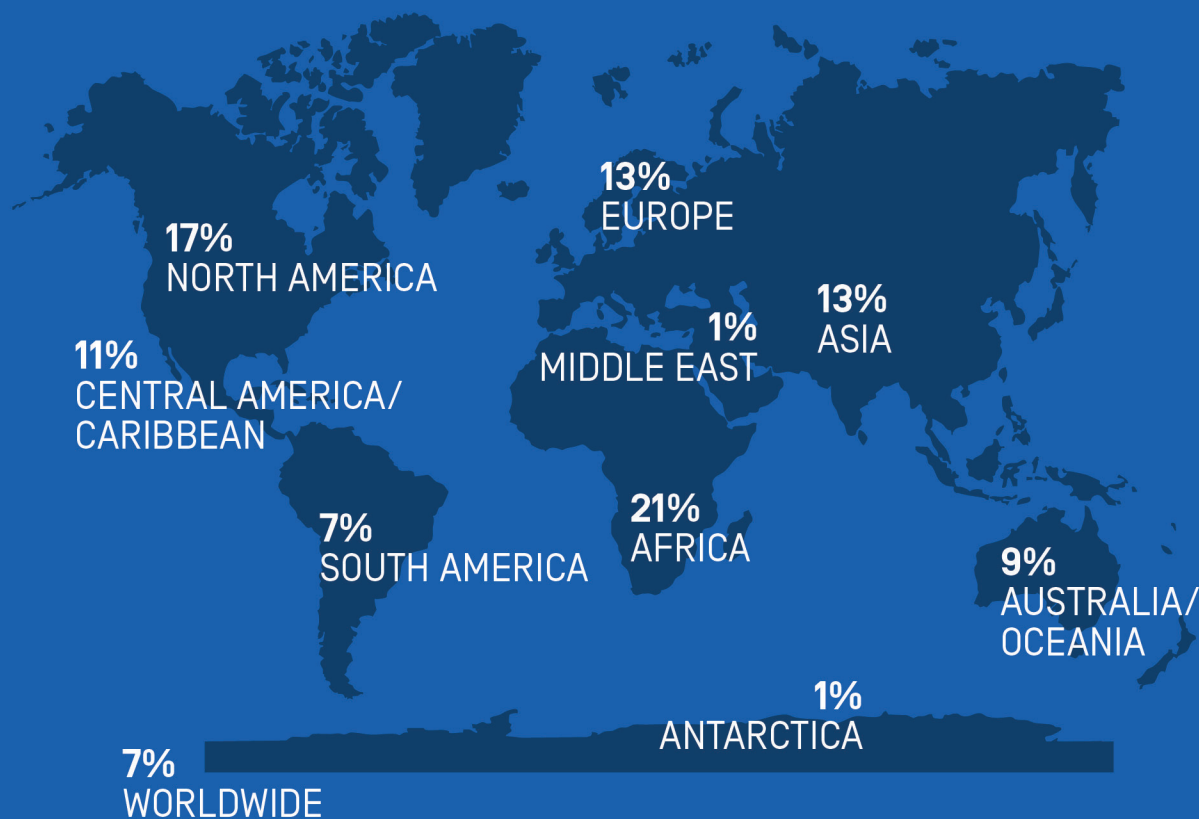 13%
EUROPE
17%
NORTH AMERICA
13%
ASIA
1%
MIDDLE EAST
11%
CENTRAL AMERICA/
CARIBBEAN
21%
AFRICA
7%
SOUTH AMERICA
9%
AUSTRALIA/
OCEANIA
1%
ANTARCTICA
7%
WORLDWIDE